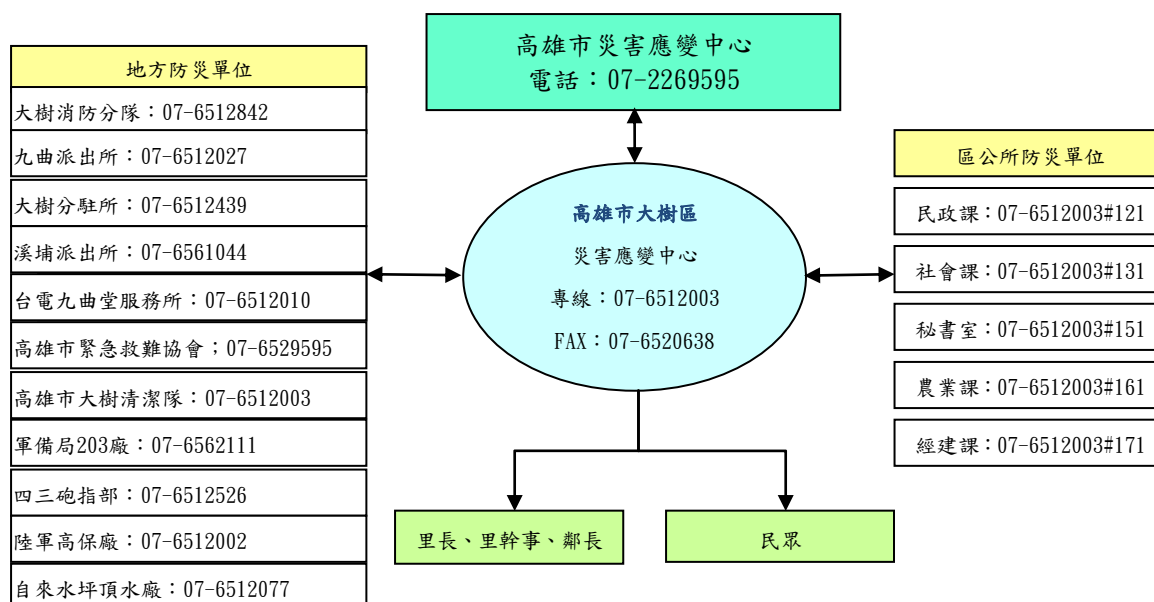 高雄市災害應變中心
電話：07-2269595
地方防災單位
大樹消防分隊：07-6512842
九曲派出所：07-6512027
大樹分駐所：07-6512439
溪埔派出所：07-6561044
台電九曲堂服務所：07-6512010
高雄市緊急救難協會；07-6529595
高雄市大樹清潔隊：07-6512003
軍備局203廠：07-6562111
四三砲指部：07-6512526
陸軍高保廠：07-6512002
自來水坪頂水廠：07-6512077
高雄市大樹區
災害應變中心
專線：07-6512003
FAX：07-6520638
區公所防災單位
民政課：07-6512003#121
社會課：07-6512003#131
秘書室：07-6512003#151
農業課：07-6512003#161
經建課：07-6512003#171
里長、里幹事、鄰長
民眾